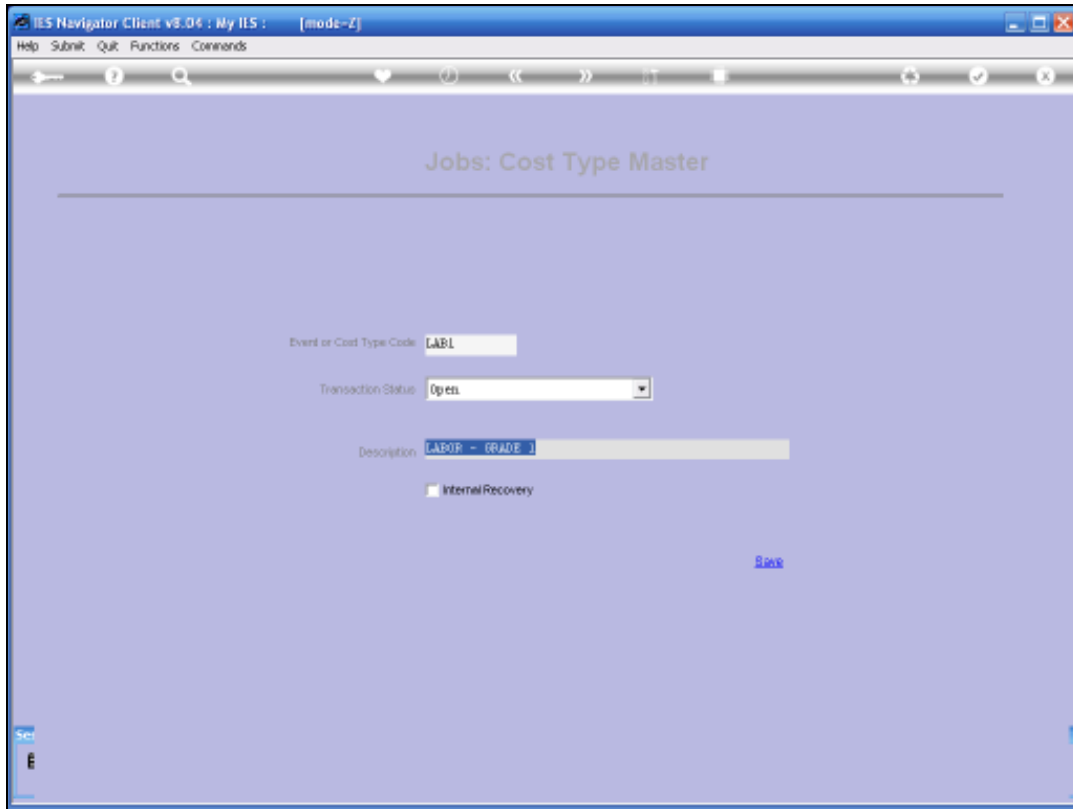 IES Navigator Client v8.04 : My IES : [mode=Z]
Help Submit Quit Functions Commands
Jobs: Cost Type Master
Event or Cost Type Code LAB1
Transaction Status Open
Description LABOR - GRADE 1
Internal Recovery
Save